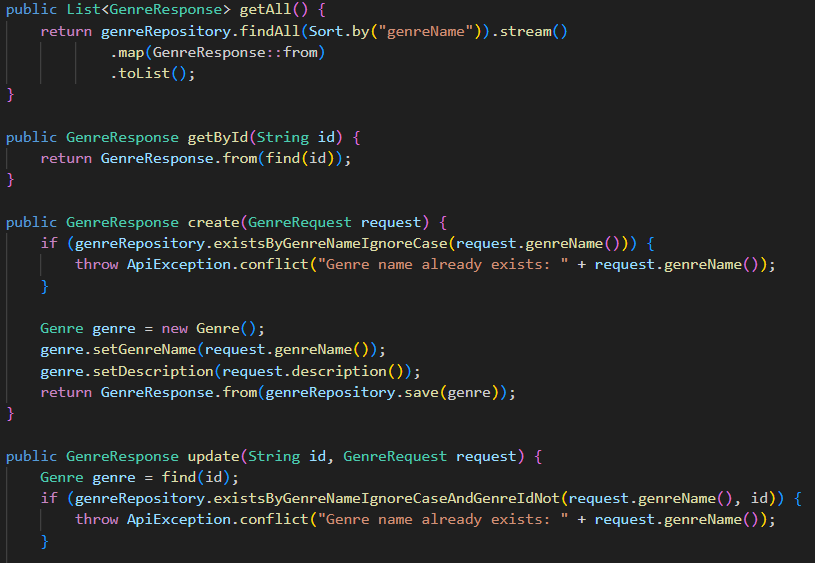 public List<GenreResponse> getAll() {
    return genreRepository.findAll(Sort.by("genreName")).stream()
            .map(GenreResponse::from)
            .toList();
}

public GenreResponse getById(String id) {
    return GenreResponse.from(find(id));
}

public GenreResponse create(GenreRequest request) {
    if (genreRepository.existsByGenreNameIgnoreCase(request.genreName())) {
        throw ApiException.conflict("Genre name already exists: " + request.genreName());
    }

    Genre genre = new Genre();
    genre.setGenreName(request.genreName());
    genre.setDescription(request.description());
    return GenreResponse.from(genreRepository.save(genre));
}

public GenreResponse update(String id, GenreRequest request) {
    Genre genre = find(id);
    if (genreRepository.existsByGenreNameIgnoreCaseAndGenreIdNot(request.genreName(), id)) {
        throw ApiException.conflict("Genre name already exists: " + request.genreName());
    }